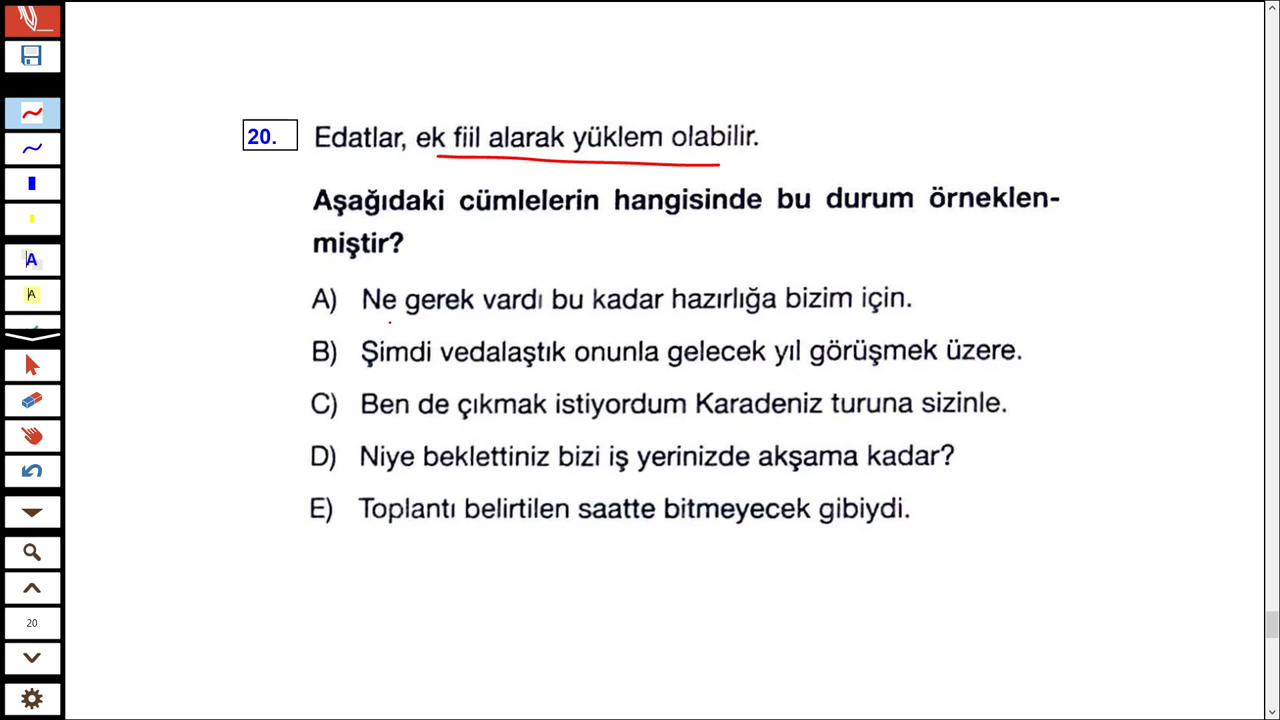 20. Edatlar, ek fiil alarak yüklem olabilir.
Aşağıdaki cümlelerin hangisinde bu durum örneklen-
miştir?
A) Ne gerek vardı bu kadar hazırlığa bizim için.
B) Şimdi vedalaştık onunla gelecek yıl görüşmek üzere.
C) Ben de çıkmak istiyordum Karadeniz turuna sizinle.
D) Niye beklettiniz bizi iş yerinizde akşama kadar?
E) Toplantı belirtilen saatte bitmeyecek gibiydi.
A
A
20